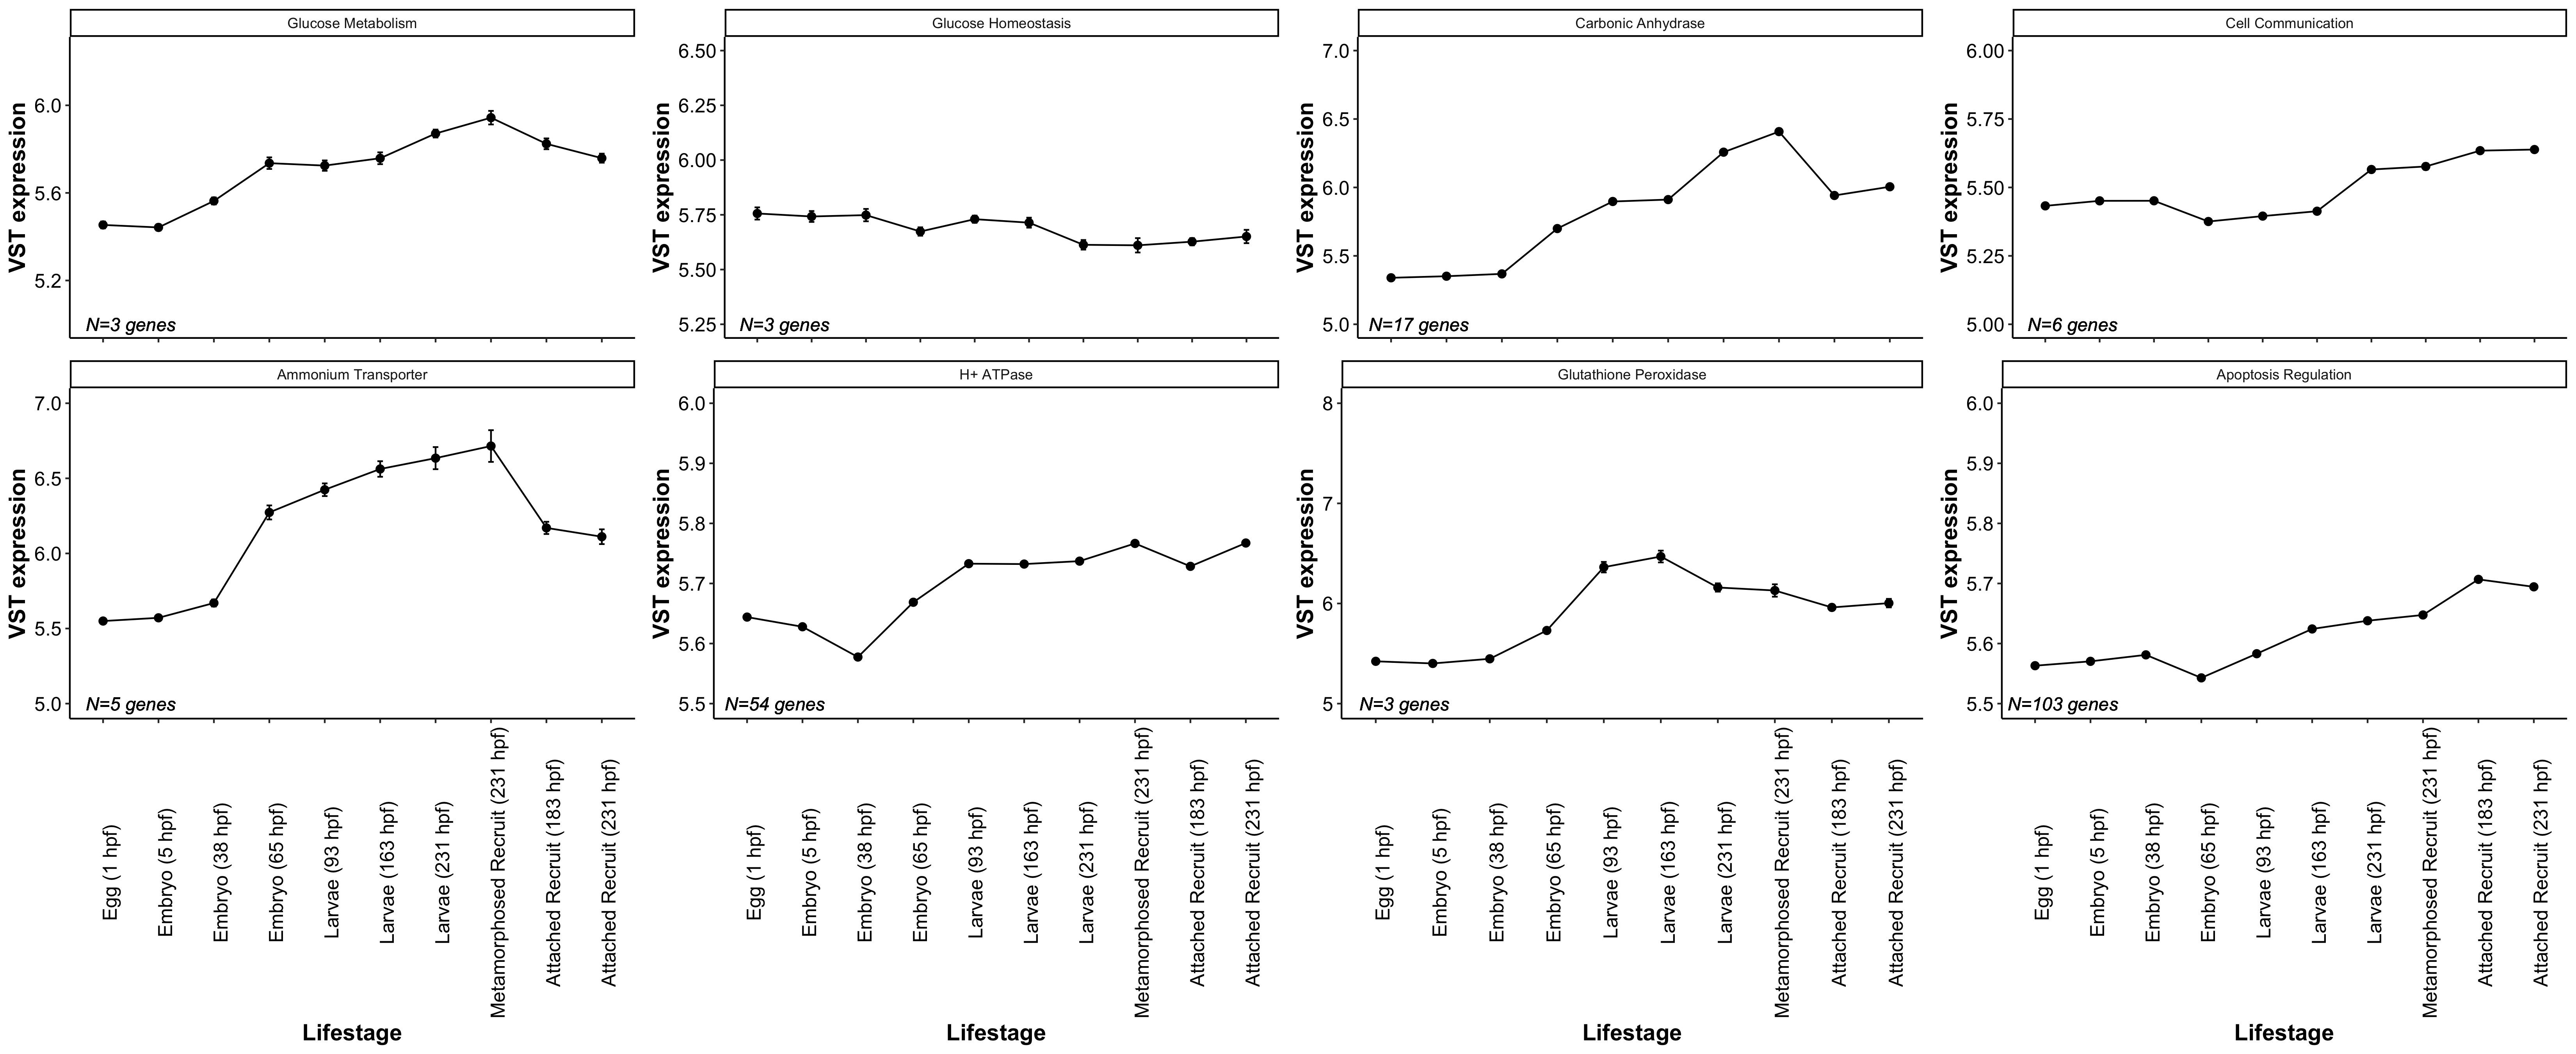 Glucose Metabolism
VST expression
6.0
5.6
5.2
N=3 genes
Glucose Homeostasis
VST expression
6.50
6.25
6.00
5.75
5.50
5.25
N=3 genes
Carbonic Anhydrase
VST expression
7.0
6.5
6.0
5.5
5.0
N=17 genes
Cell Communication
VST expression
6.00
5.75
5.50
5.25
5.00
N=6 genes
Ammonium Transporter
VST expression
7.0
6.5
6.0
5.5
5.0
N=5 genes
Egg (1 hpf)
Embryo (5 hpf)
Embryo (38 hpf)
Embryo (65 hpf)
Larvae (93 hpf)
Larvae (163 hpf)
Larvae (231 hpf)
Metamorphosed Recruit (231 hpf)
Attached Recruit (183 hpf)
Attached Recruit (231 hpf)
Lifestage
H+ ATPase
VST expression
6.0
5.9
5.8
5.7
5.6
5.5
N=54 genes
Egg (1 hpf)
Embryo (5 hpf)
Embryo (38 hpf)
Embryo (65 hpf)
Larvae (93 hpf)
Larvae (163 hpf)
Larvae (231 hpf)
Metamorphosed Recruit (231 hpf)
Attached Recruit (183 hpf)
Attached Recruit (231 hpf)
Lifestage
Glutathione Peroxidase
VST expression
8
7
6
5
N=3 genes
Egg (1 hpf)
Embryo (5 hpf)
Embryo (38 hpf)
Embryo (65 hpf)
Larvae (93 hpf)
Larvae (163 hpf)
Larvae (231 hpf)
Metamorphosed Recruit (231 hpf)
Attached Recruit (183 hpf)
Attached Recruit (231 hpf)
Lifestage
Apoptosis Regulation
VST expression
6.0
5.9
5.8
5.7
5.6
5.5
N=103 genes
Egg (1 hpf)
Embryo (5 hpf)
Embryo (38 hpf)
Embryo (65 hpf)
Larvae (93 hpf)
Larvae (163 hpf)
Larvae (231 hpf)
Metamorphosed Recruit (231 hpf)
Attached Recruit (183 hpf)
Attached Recruit (231 hpf)
Lifestage